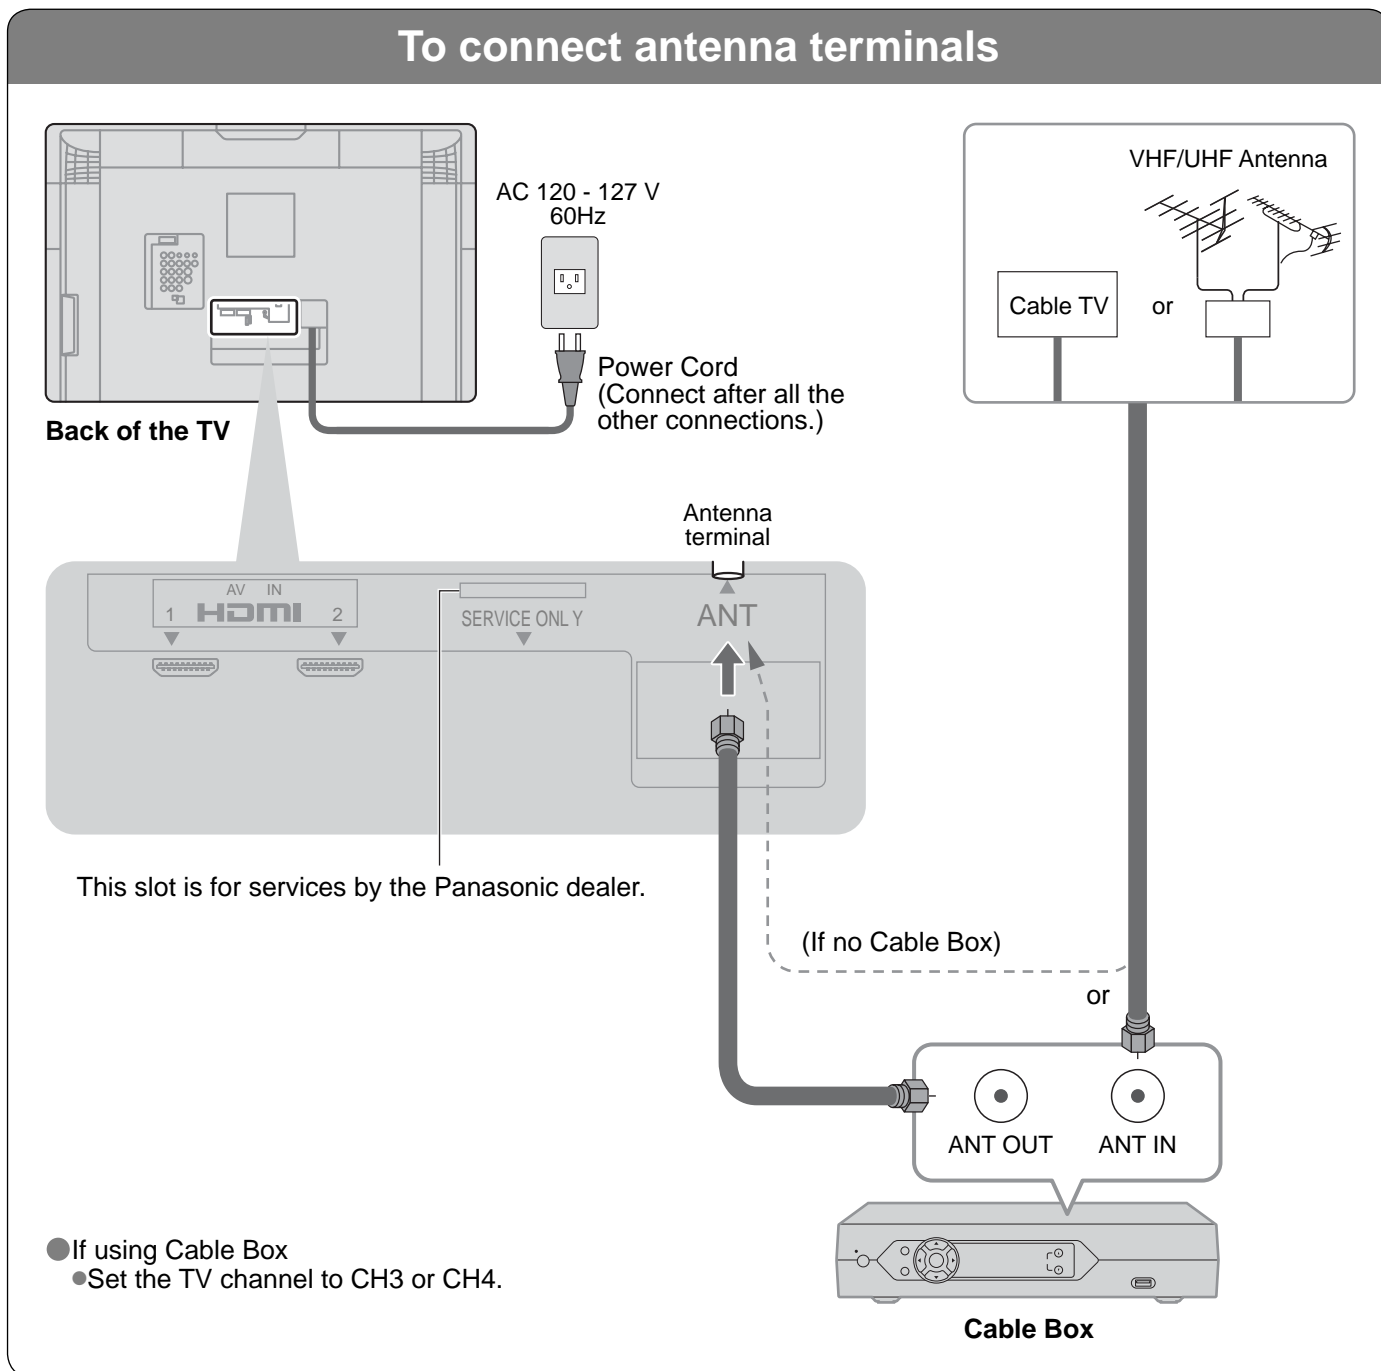 To connect antenna terminals
VHF/UHF Antenna
AC 120 - 127 V
60Hz
Cable TV
or
Power Cord
(Connect after all the
other connections.)
Back of the TV
Antenna
terminal
AV IN
1 HDMI 2
SERVICE ONLY
ANT
This slot is for services by the Panasonic dealer.
(If no Cable Box)
or
ANT OUT
ANT IN
If using Cable Box
Set the TV channel to CH3 or CH4.
Cable Box